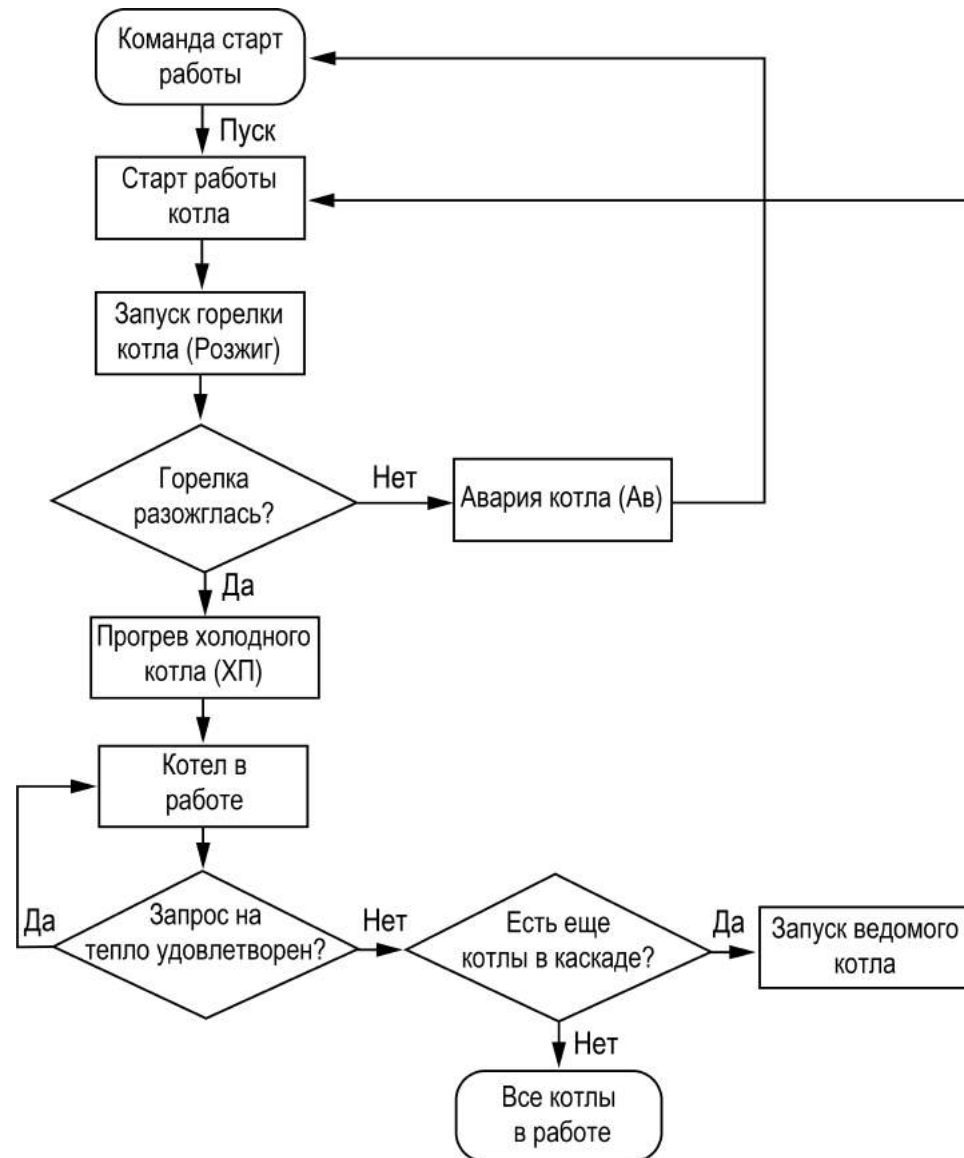 Команда старт
работы
Пуск
Старт работы
котла
Запуск горелки
котла (Розжиг)
Горелка
разожглась?
Нет
Авария котла (Ав)
Да
Прогрев холодного
котла (ХП)
Котел в
работе
Да
Запрос на
тепло удовлетворен?
Нет
Есть еще
котлы в каскаде?
Да
Запуск ведомого
котла
Нет
Все котлы
в работе